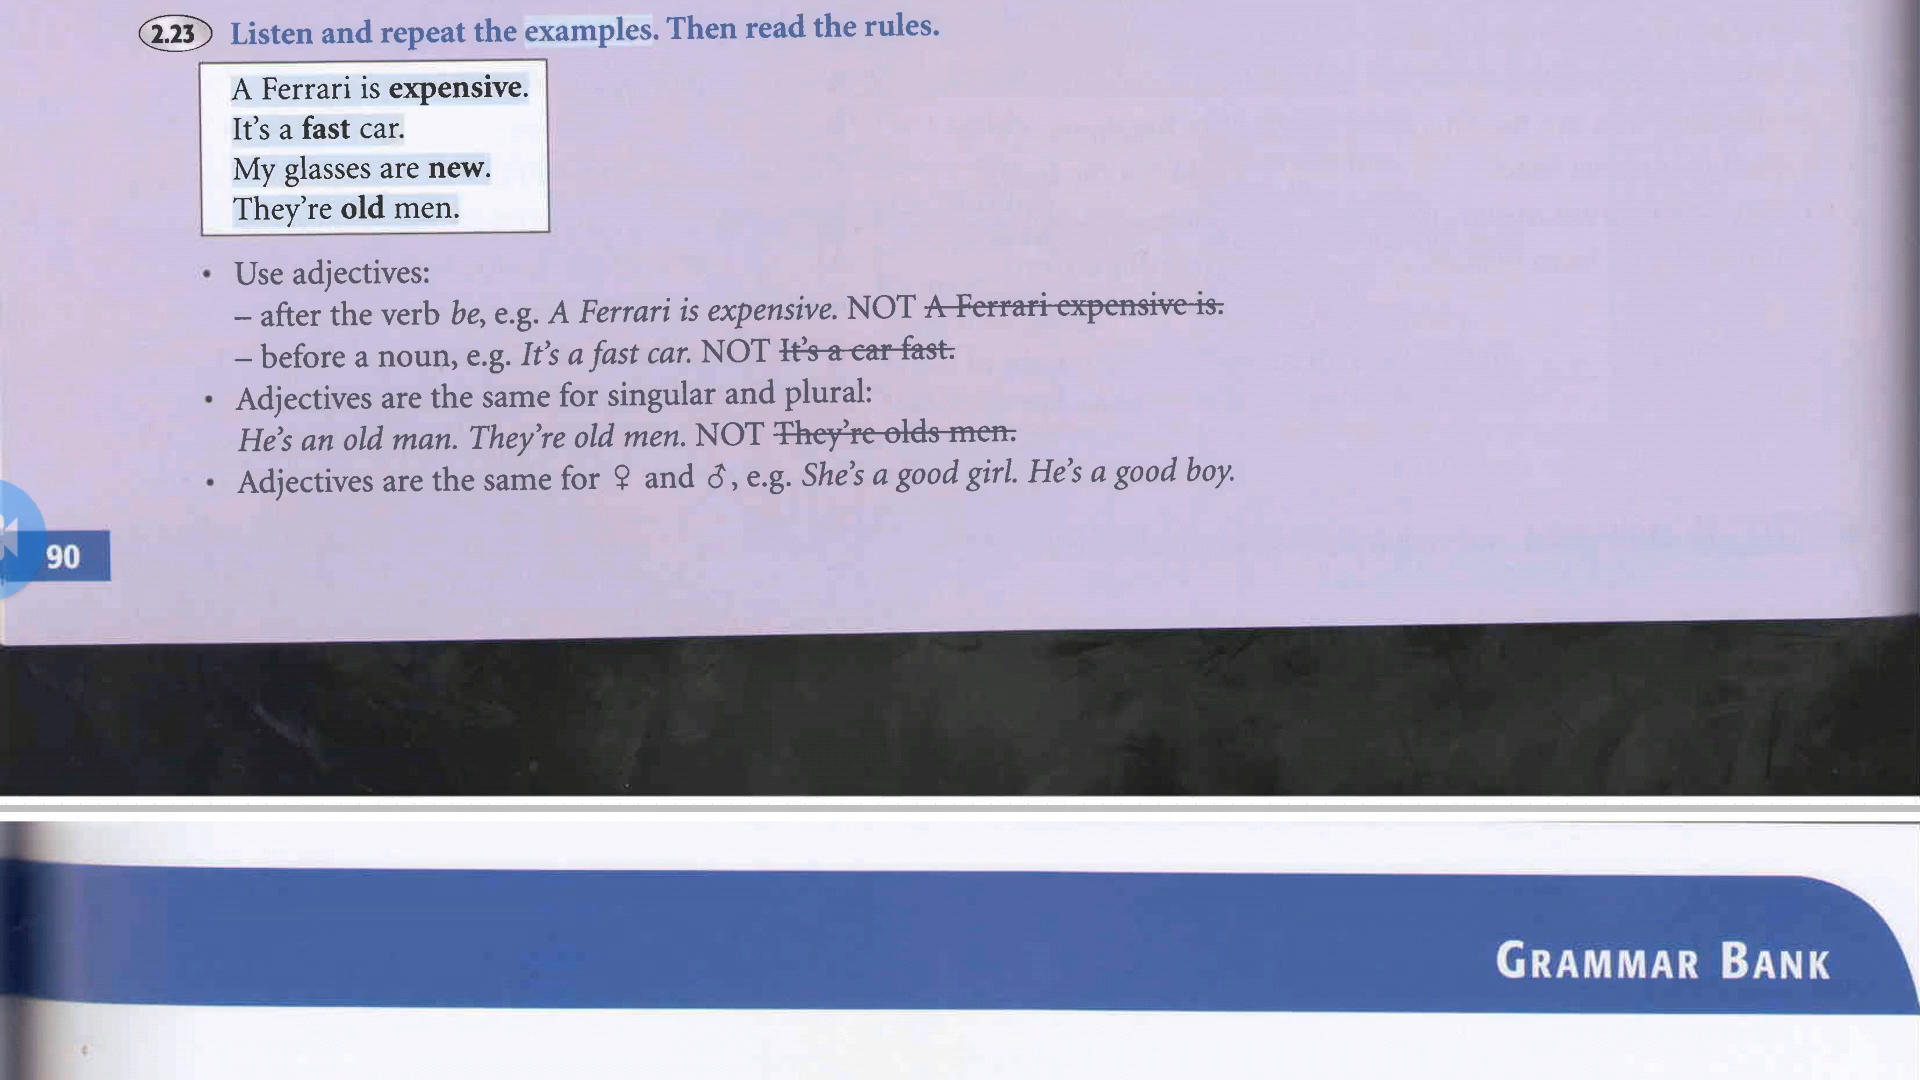 2.23 Listen and repeat the examples. Then read the rules.
A Ferrari is expensive.
It's a fast car.
My glasses are new.
They're old men.
• Use adjectives:
– after the verb be, e.g. A Ferrari is expensive. NOT A Ferrari expensive is.
– before a noun, e.g. It's a fast car. NOT It's a car fast.
• Adjectives are the same for singular and plural:
He's an old man. They're old men. NOT They're olds men.
• Adjectives are the same for ♀ and ♂, e.g. She's a good girl. He's a good boy.
90
GRAMMAR BANK